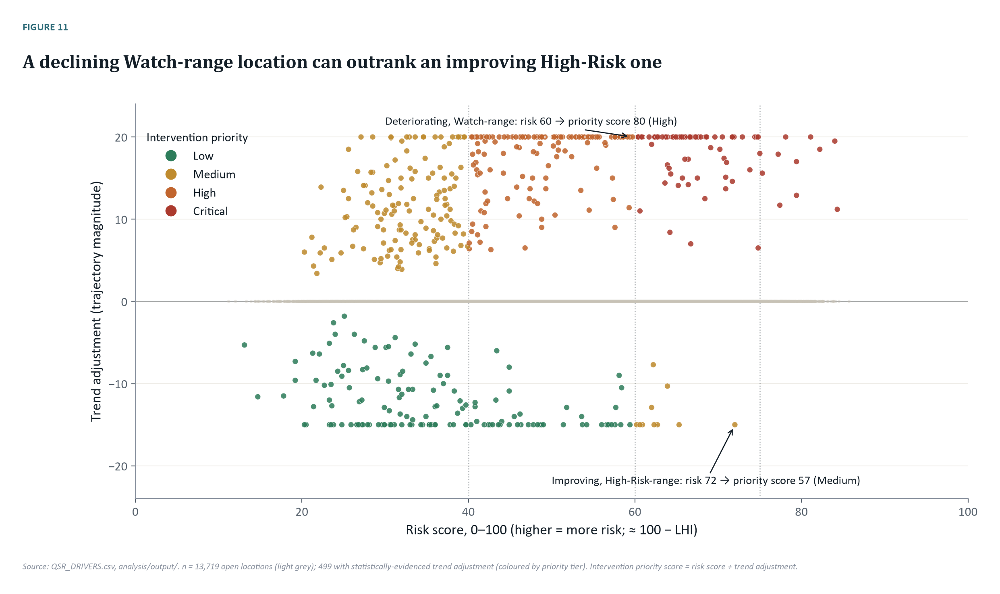 FIGURE 11
A declining Watch-range location can outrank an improving High-Risk one
Deteriorating, Watch-range: risk 60 → priority score 80 (High)
Intervention priority
Low
Medium
High
Critical
Trend adjustment (trajectory magnitude)
20
10
0
−10
−20
Improving, High-Risk-range: risk 72 → priority score 57 (Medium)
0
20
40
60
80
100
Risk score, 0–100 (higher = more risk; ≈ 100 − LHI)
Source: QSR_DRIVERS.csv, analysis/output/. n = 13,719 open locations (light grey); 499 with statistically-evidenced trend adjustment (coloured by priority tier). Intervention priority score = risk score + trend adjustment.